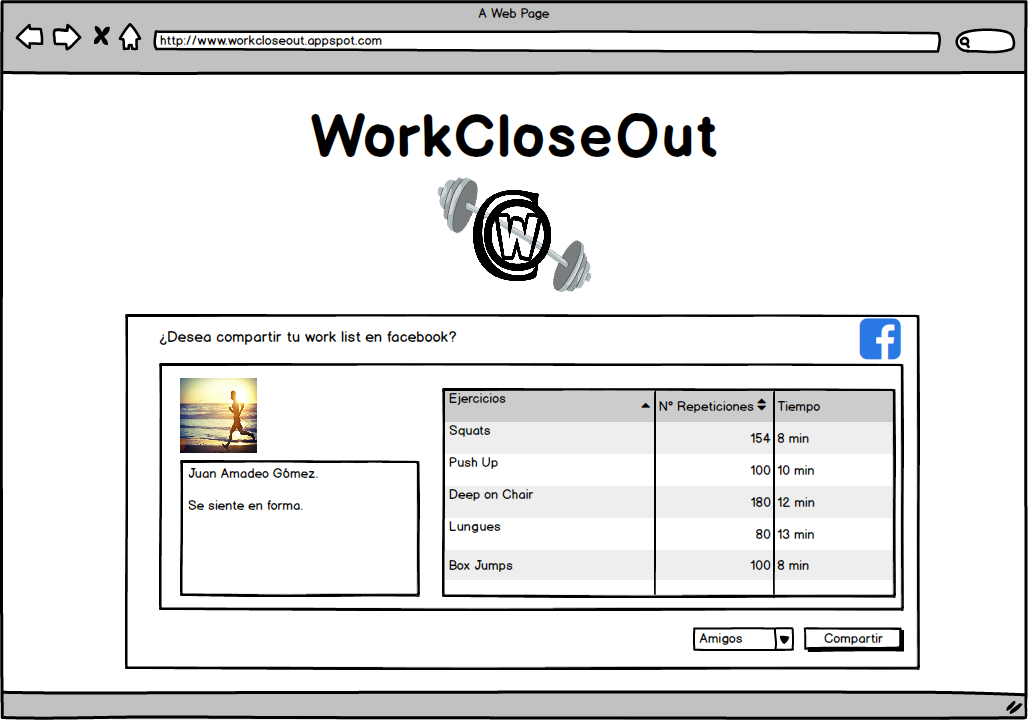 A Web Page
http://www.workcloseout.appspot.com
WorkCloseOut
CW
¿Desea compartir tu work list en facebook?
f
Juan Amadeo Gómez.
Se siente en forma.
Ejercicios Nº Repeticiones Tiempo
Squats 154 8 min
Push Up 100 10 min
Deep on Chair 180 12 min
Lungues 80 13 min
Box Jumps 100 8 min
Amigos Compartir